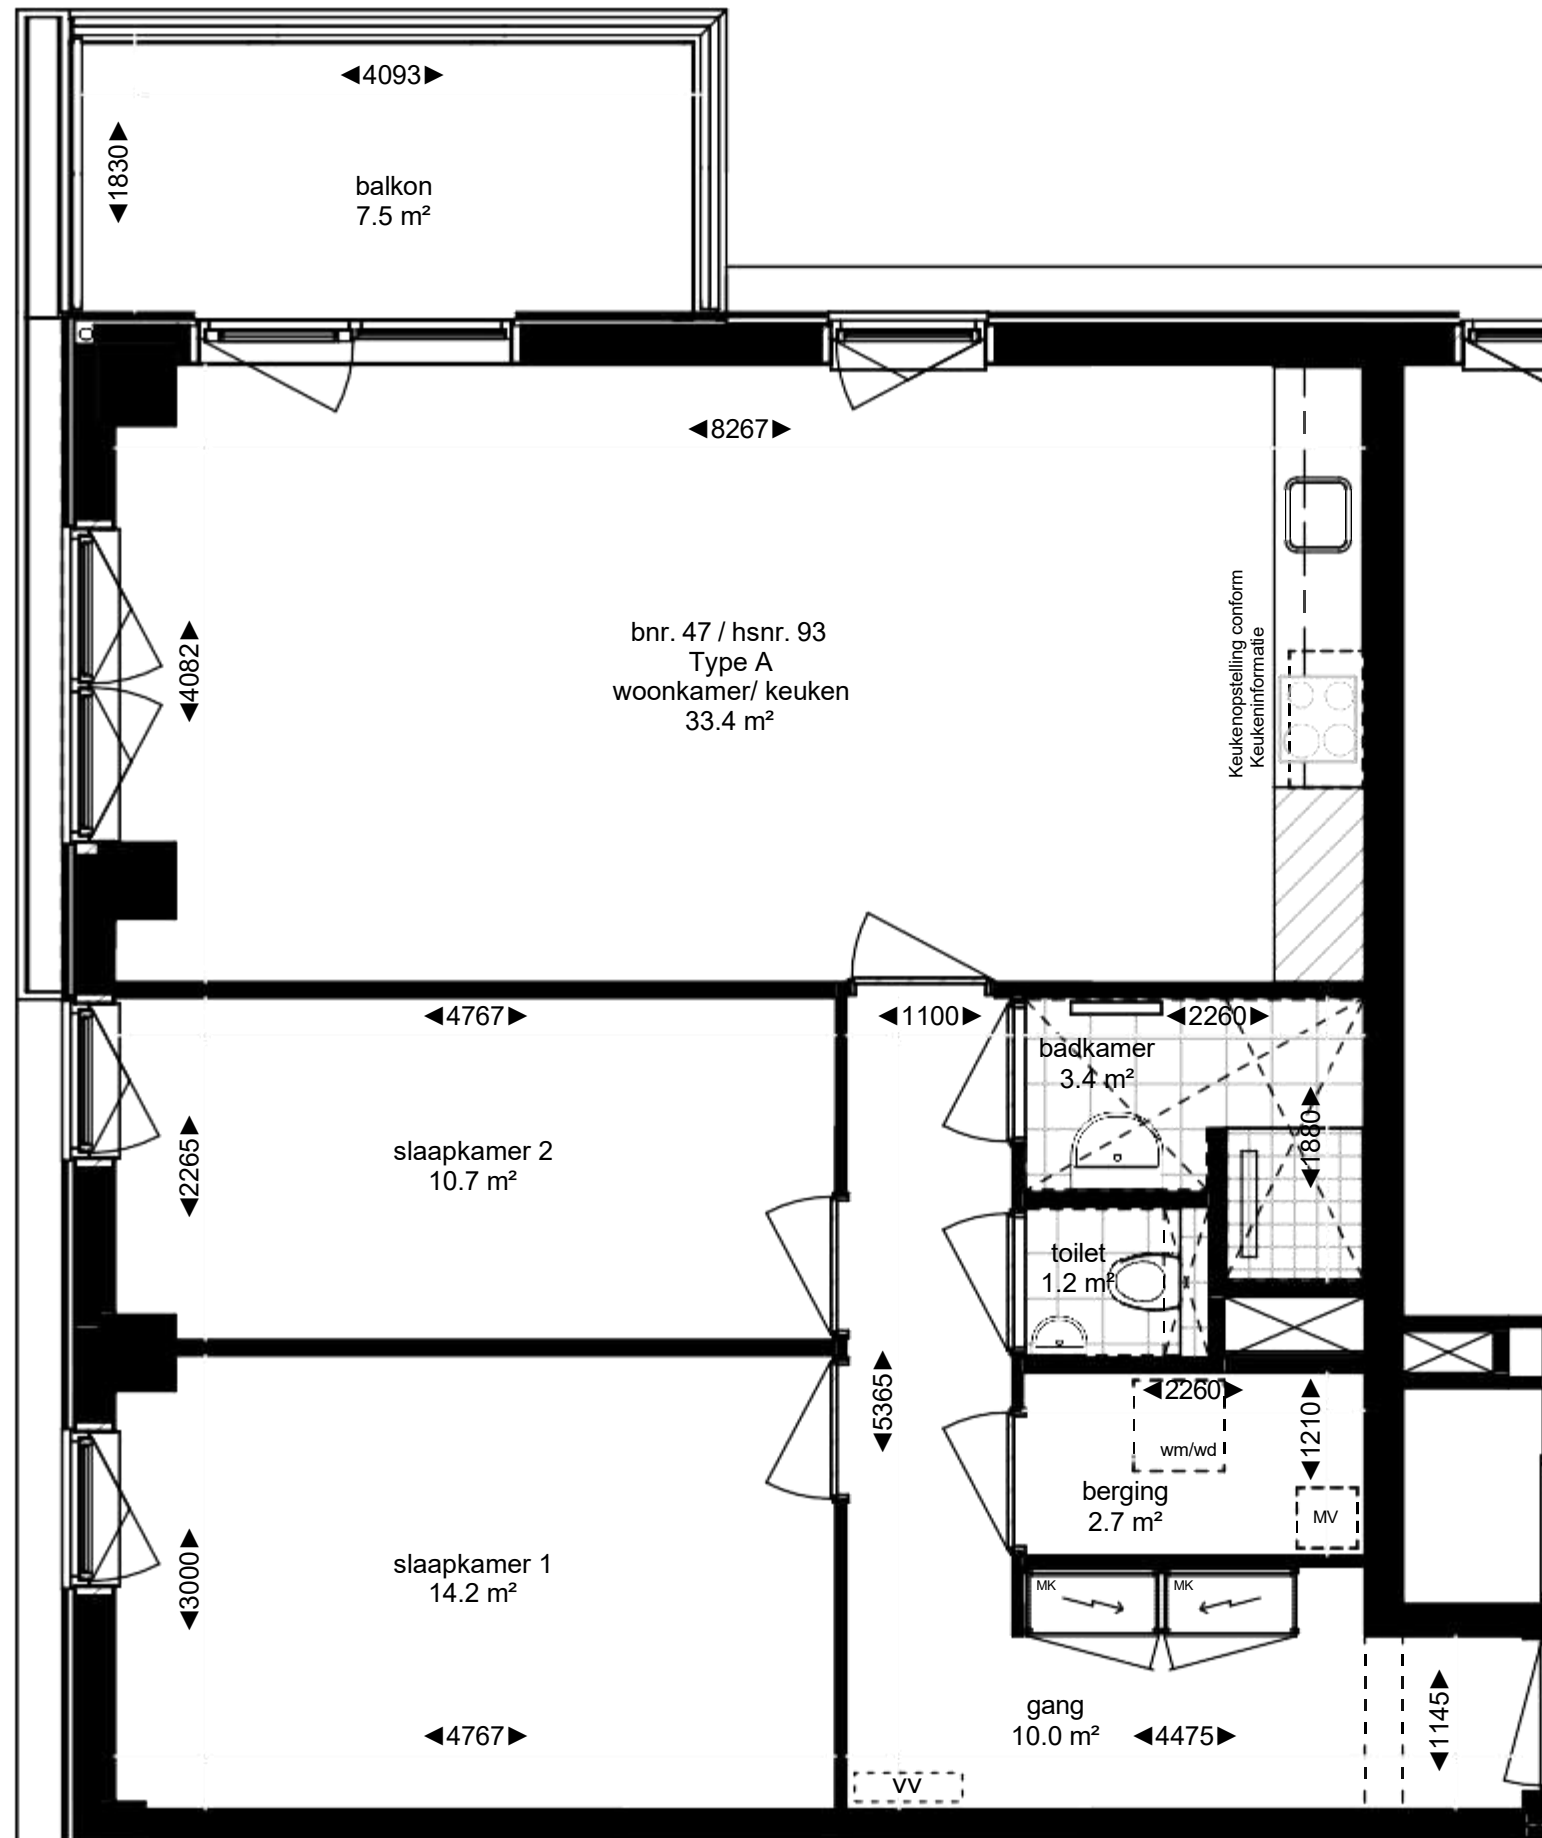 ◄4093►
◄1830►
balkon
7.5 m²
◄8267►
bnr. 47 / hsnr. 93
Type A
woonkamer/ keuken
33.4 m²
◄4082►
Keukenopstelling conform
Keukeninformatie
◄4767►
◄1100►
◄2260►
badkamer
3.4 m²
◄1880►
slaapkamer 2
10.7 m²
◄2265►
toilet
1.2 m²
◄5365►
◄2260►
◄1210►
wm/wd
berging
2.7 m²
MV
slaapkamer 1
14.2 m²
◄3000►
MK
MK
gang
10.0 m²
◄4475►
◄1145►
◄4767►
VV